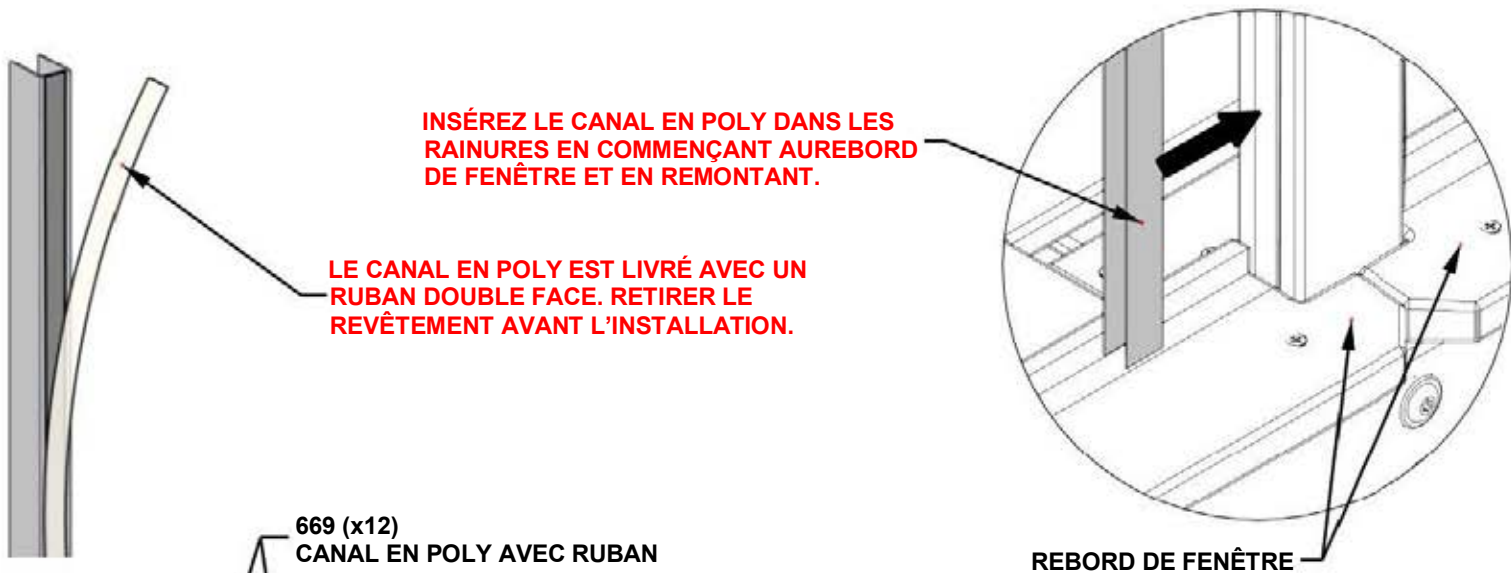 INSÉREZ LE CANAL EN POLY DANS LES
RAINURES EN COMMENÇANT AUREBORD
DE FENÊTRE ET EN REMONTANT.
LE CANAL EN POLY EST LIVRÉ AVEC UN
RUBAN DOUBLE FACE. RETIRER LE
REVÊTEMENT AVANT L’INSTALLATION.
669 (x12)
CANAL EN POLY AVEC RUBAN
REBORD DE FENÊTRE